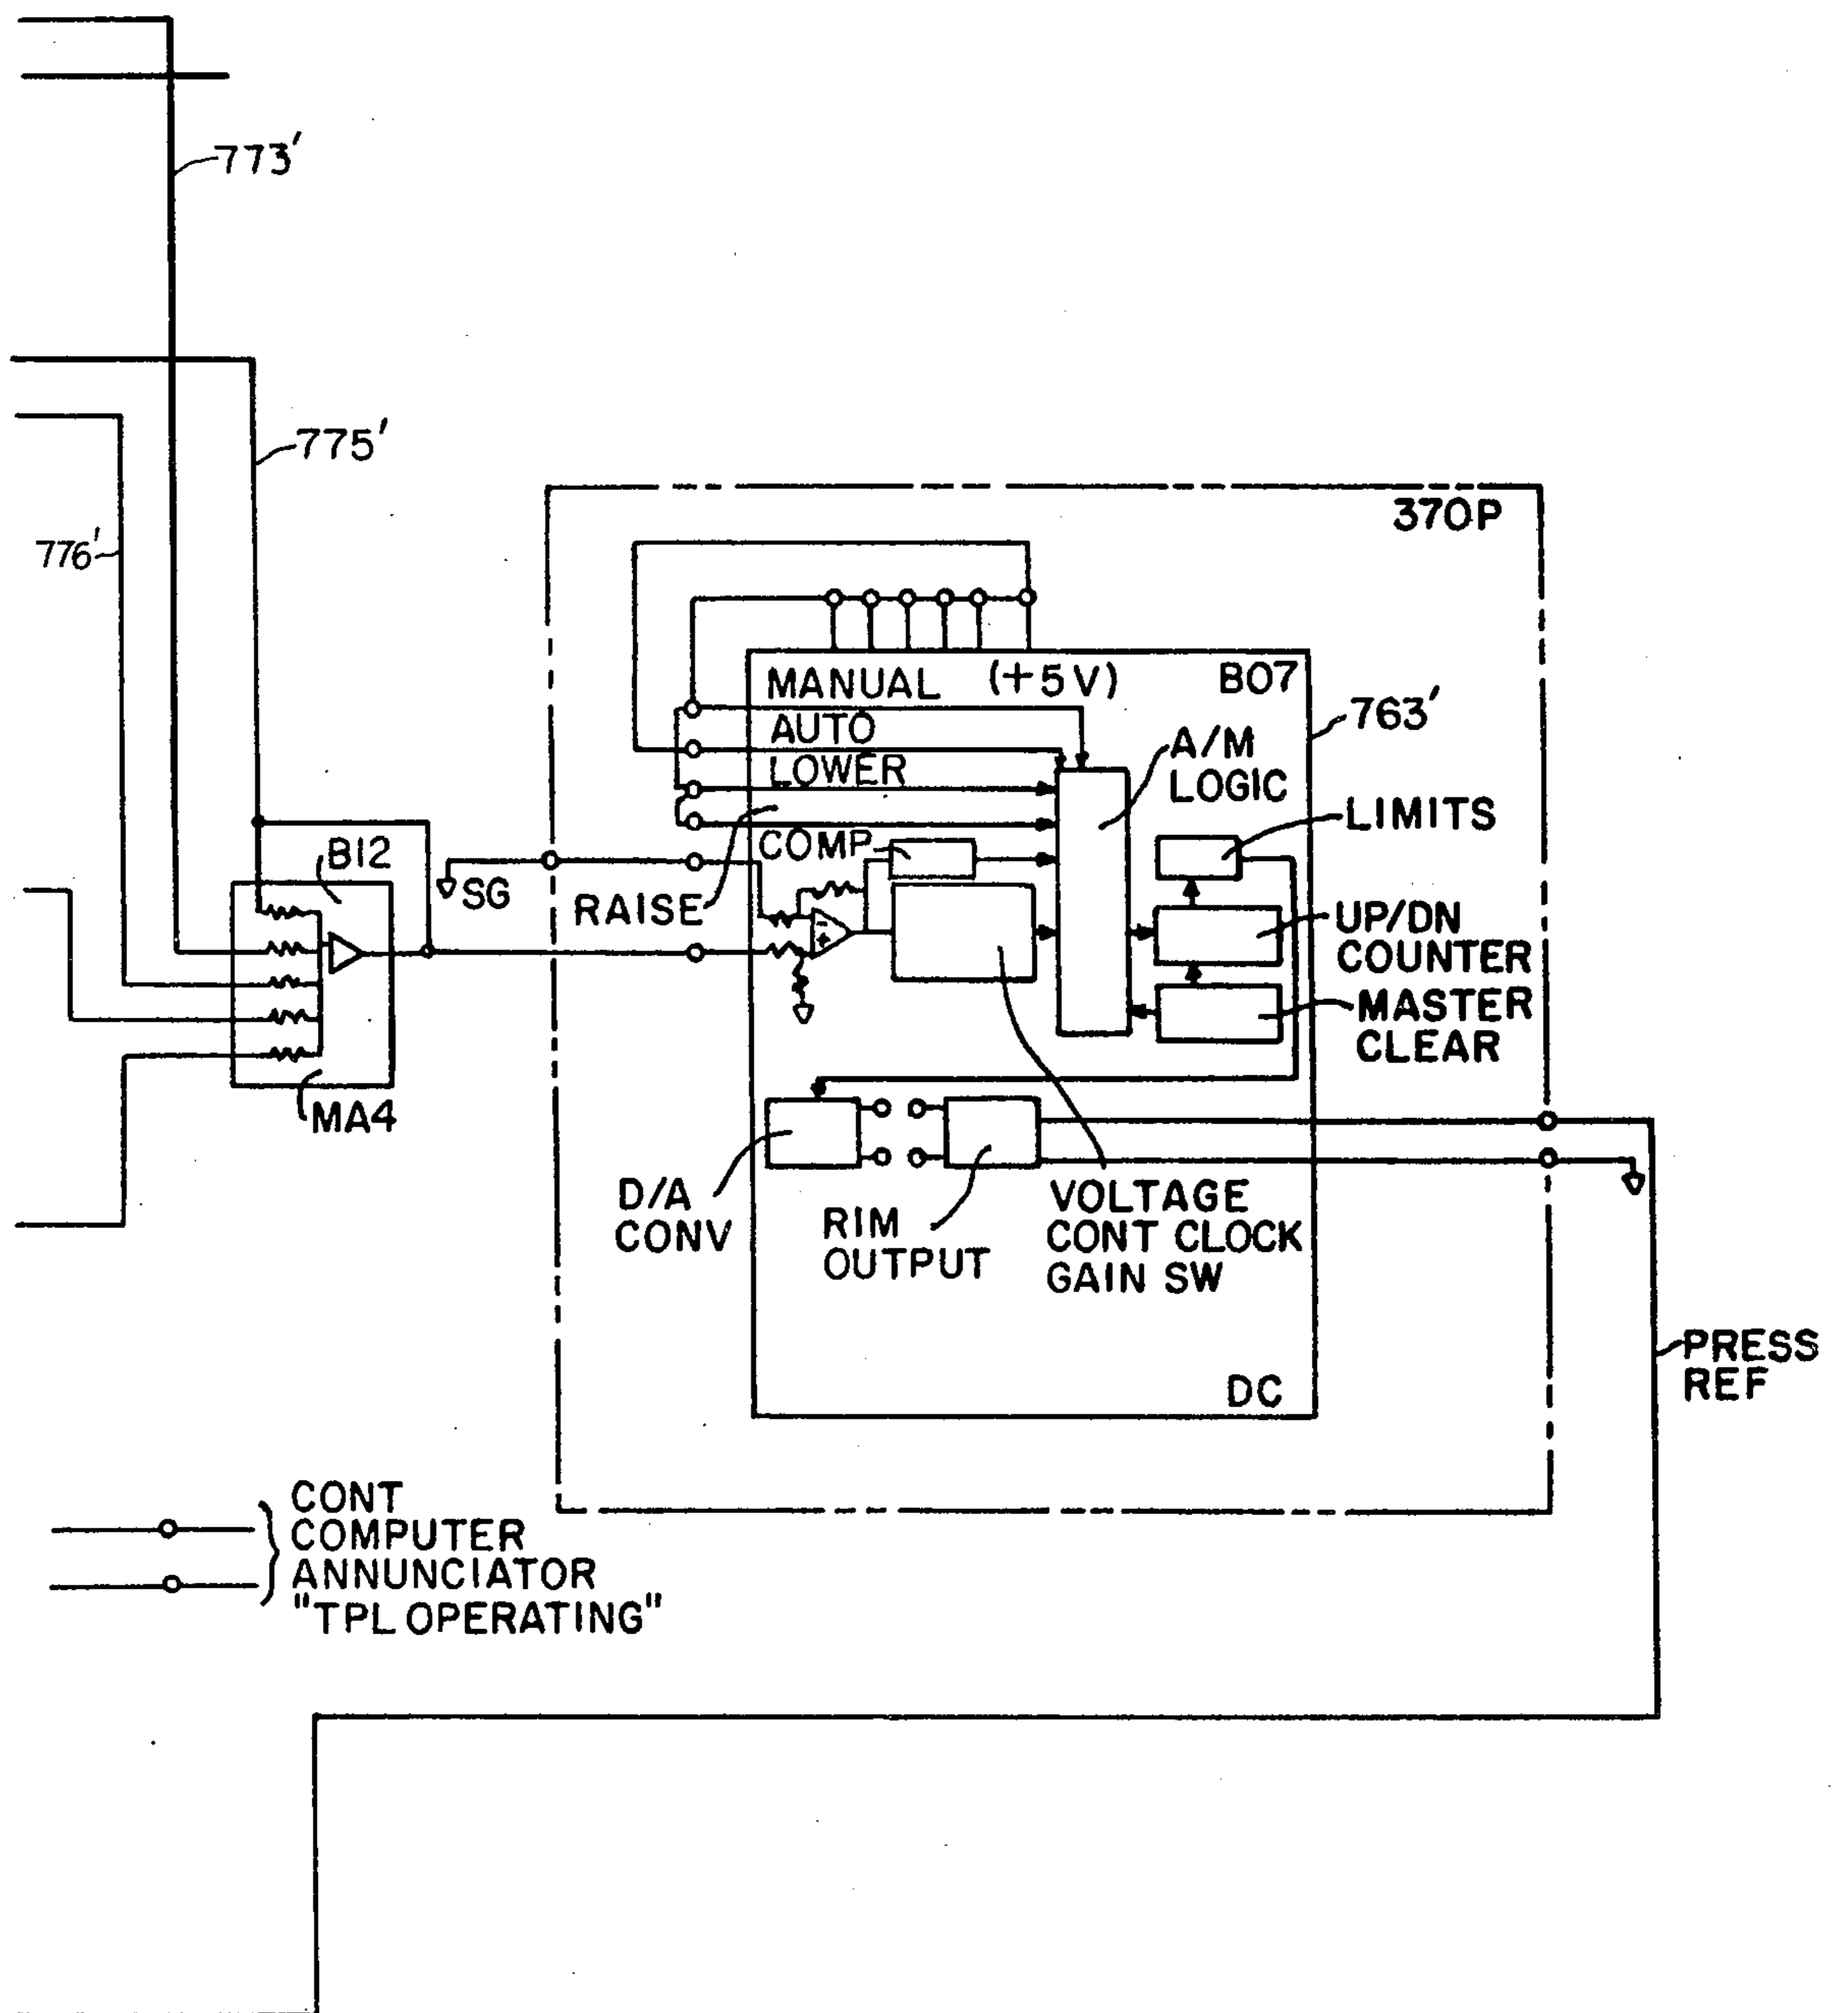 773'
775'
776'
370P
MANUAL (+5V) B07
763'
AUTO
A/M
LOGIC
LOWER
LIMITS
COMP
B12
SG
RAISE
UP/DN
COUNTER
MASTER
CLEAR
MA4
D/A
CONV
RIM
OUTPUT
VOLTAGE
CONT CLOCK
GAIN SW
PRESS
REF
DC
CONT
COMPUTER
ANNUNCIATOR
"TPL OPERATING"